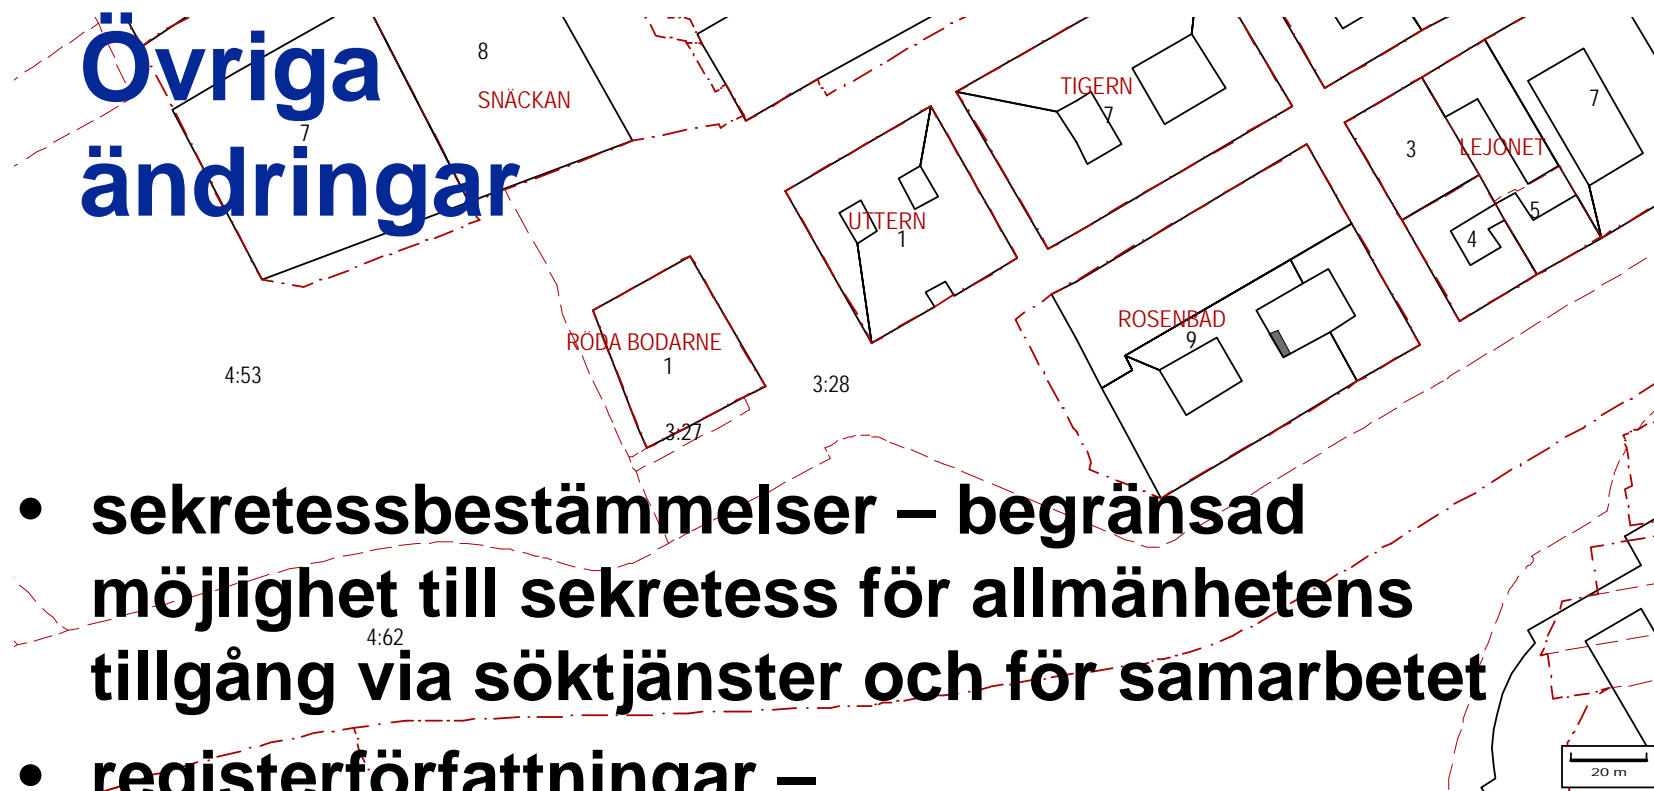 Övriga
ändringar
8
SNÄCKAN
7
TIGERN
7
7
3
LEJONET
5
4
UTTERN
1
ROSENBAD
9
RÖDA BODARNE
1
4:53
3:28
3:27
• sekretessbestämmelser – begränsad
möjlighet till sekretess för allmänhetens
4:62
tillgång via söktjänster och för samarbetet
• registerförfattningar –
20 m